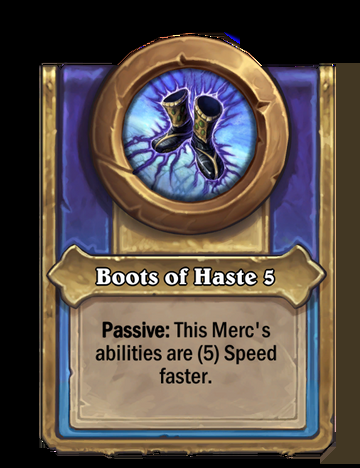 Boots of Haste 5
Passive: This Merc's
abilities are (5) Speed
faster.